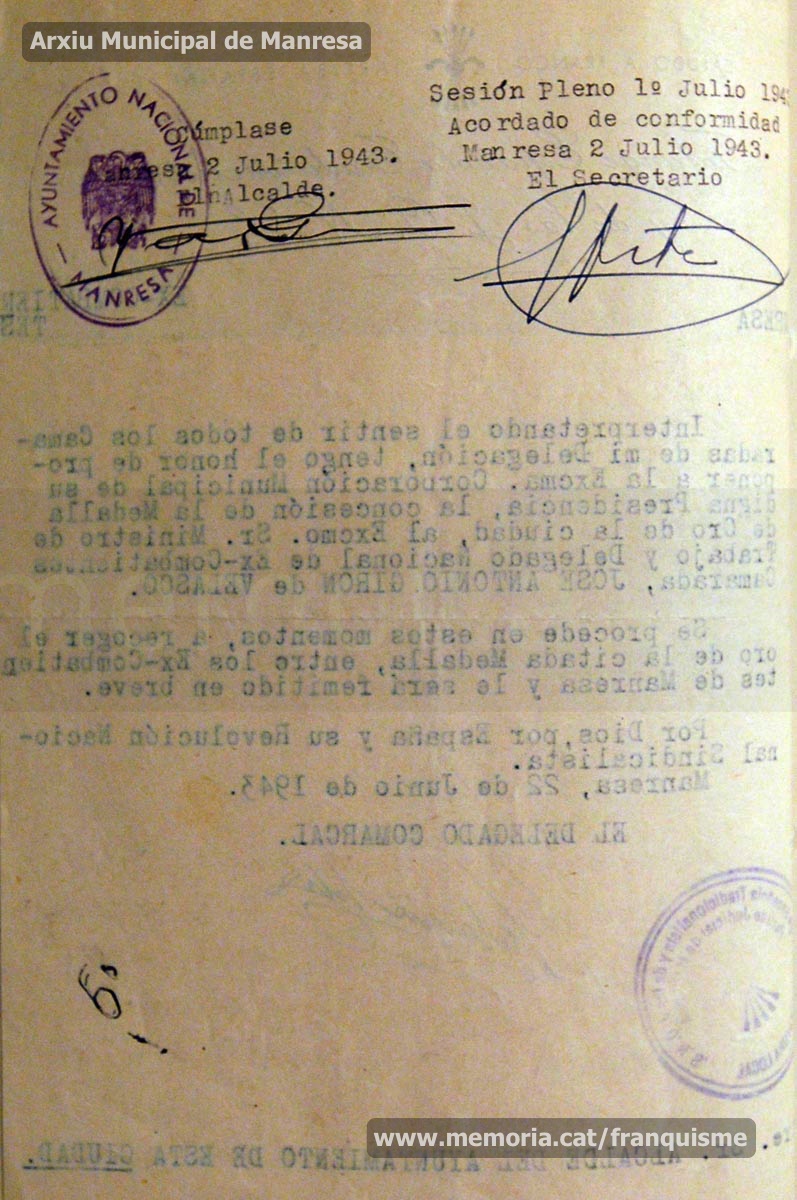 Arxiu Municipal de Manresa
AYUNTAMIENTO NACIONAL DE
MANRESA
Cúmplase
Manresa 2 Julio 1943.
El Alcalde.
Sesión Pleno 1º Julio 194
Acordado de conformidad
Manresa 2 Julio 1943.
El Secretario
Interpretando el sentir de todos los Cama-
radas de mi Delegación, tengo el honor de pro-
poner a la Excma. Corporación Municipal de su
digna Presidencia, la concesión de la Medalla
de Oro de la ciudad, al Excmo. Sr. Ministro de
Trabajo y Delegado Nacional de Ex-Combatientes
Camarada, JOSE ANTONIO GIRON de VELASCO.
Se procede en estos momentos, a recoger el
oro de la citada Medalla, entre los Ex-Combatien
tes de Manresa y le será remitido en breve.
Por Dios, por España y su Revolución Nacio-
nal Sindicalista.
Manresa, 22 de Junio de 1943.
EL DELEGADO COMARCAL.
Tradicionalista y de
www.memoria.cat/franquisme
ALCALDE DEL AYUNTAMIENTO DE ESTA CIUDAD.